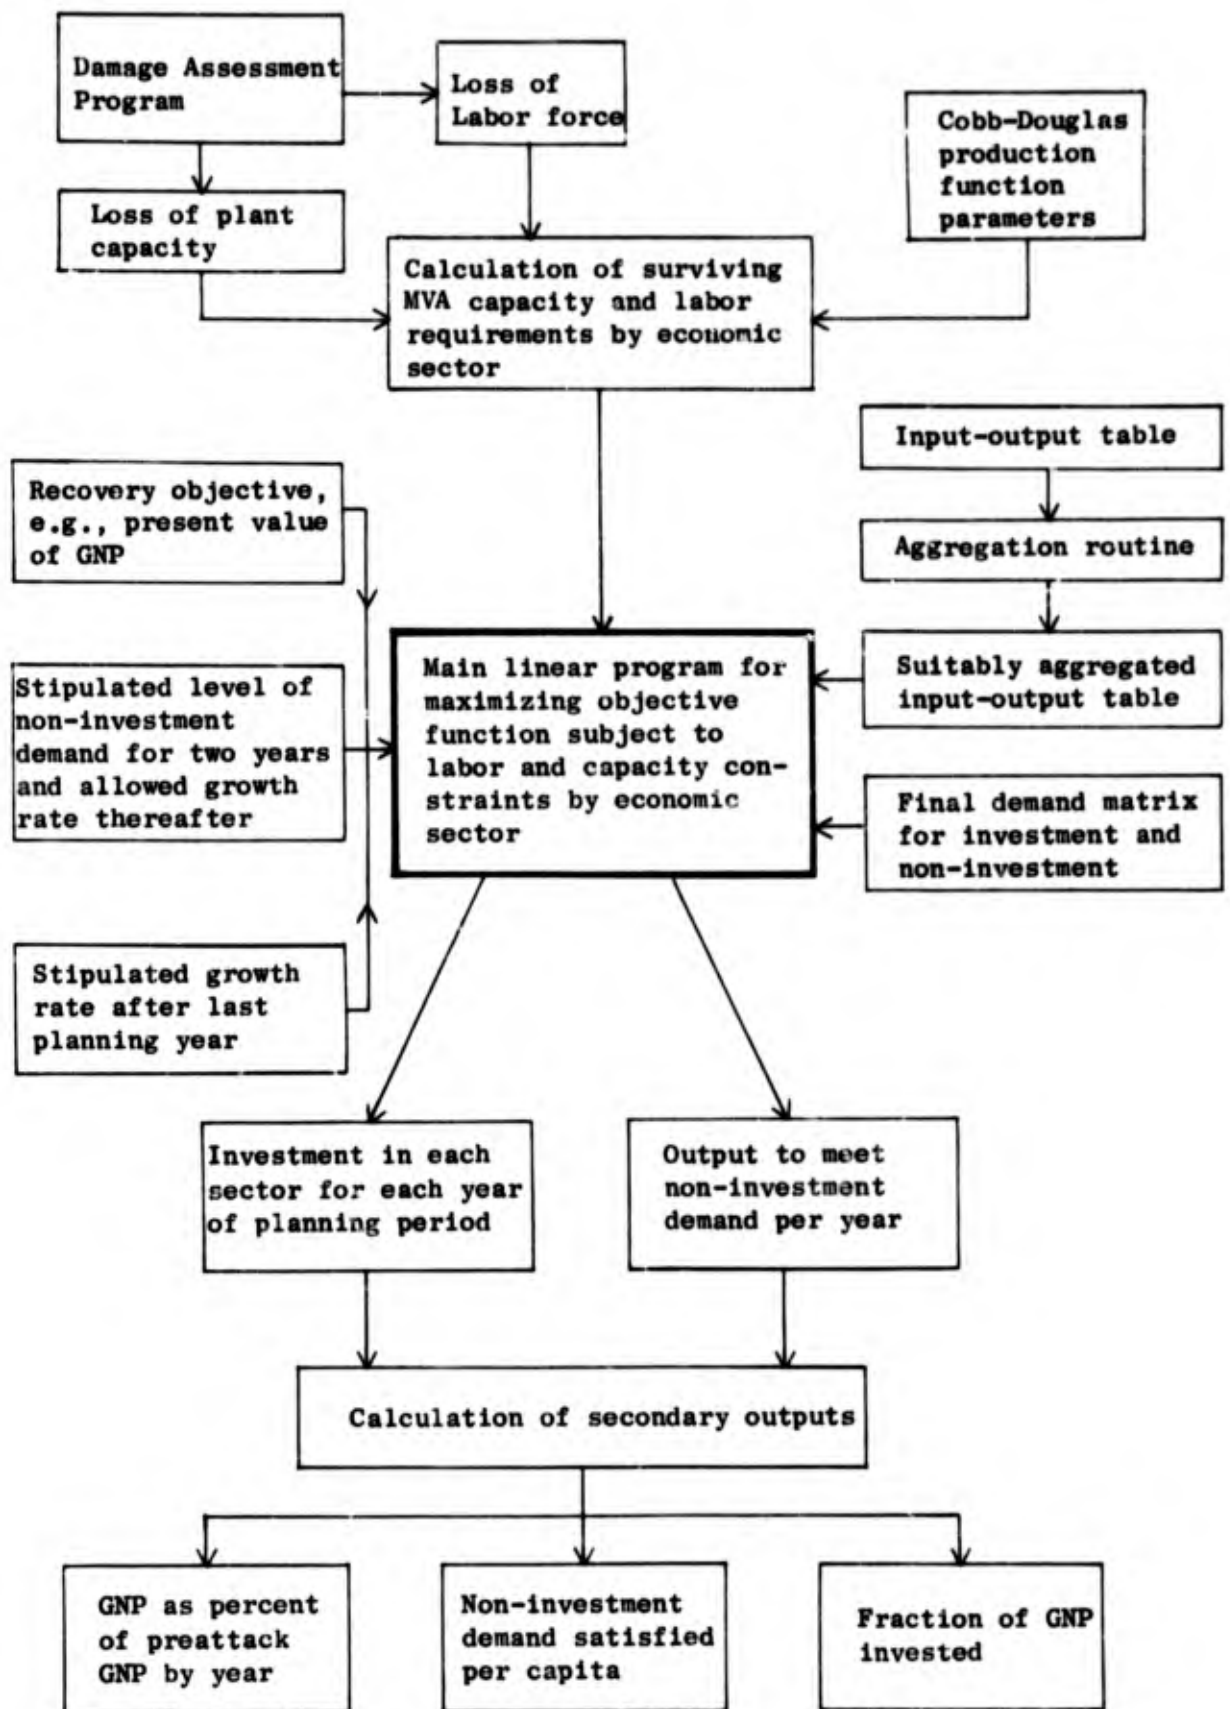 Damage Assessment
Program
Loss of
Labor force
Cobb-Douglas
production
function
parameters
Loss of plant
capacity
Calculation of surviving
MVA capacity and labor
requirements by economic
sector
Input-output table
Recovery objective,
e.g., present value
of GNP
Aggregation routine
Stipulated level of
non-investment
demand for two years
and allowed growth
rate thereafter
Main linear program for
maximizing objective
function subject to
labor and capacity con-
straints by economic
sector
Suitably aggregated
input-output table
Final demand matrix
for investment and
non-investment
Stipulated growth
rate after last
planning year
Investment in each
sector for each year
of planning period
Output to meet
non-investment
demand per year
Calculation of secondary outputs
GNP as percent
of preattack
GNP by year
Non-investment
demand satisfied
per capita
Fraction of GNP
invested